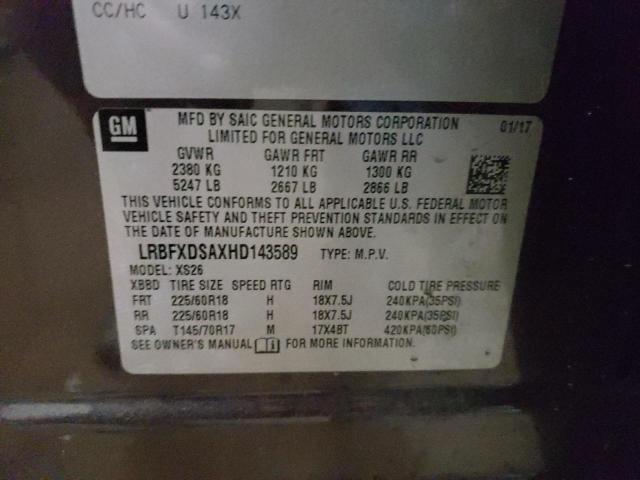 CC/HC U 143X
GM
MFD BY SAIC GENERAL MOTORS CORPORATION 01/17
LIMITED FOR GENERAL MOTORS LLC
GVWR GAWR FRT GAWR RR
2380 KG 1210 KG 1300 KG
5247 LB 2667 LB 2866 LB
THIS VEHICLE CONFORMS TO ALL APPLICABLE U.S. FEDERAL MOTOR
VEHICLE SAFETY AND THEFT PREVENTION STANDARDS IN EFFECT ON
THE DATE OF MANUFACTURE SHOWN ABOVE.
LRBFXDSAXHD143589 TYPE: M.P.V.
MODEL: XS26
XBBD TIRE SIZE SPEED RTG RIM COLD TIRE PRESSURE
FRT 225/60R18 H 18X7.5J 240KPA(35PSI)
RR 225/60R18 H 18X7.5J 240KPA(35PSI)
SPA T145/70R17 M 17X4BT 420KPA(60PSI)
SEE OWNER'S MANUAL FOR MORE INFORMATION.